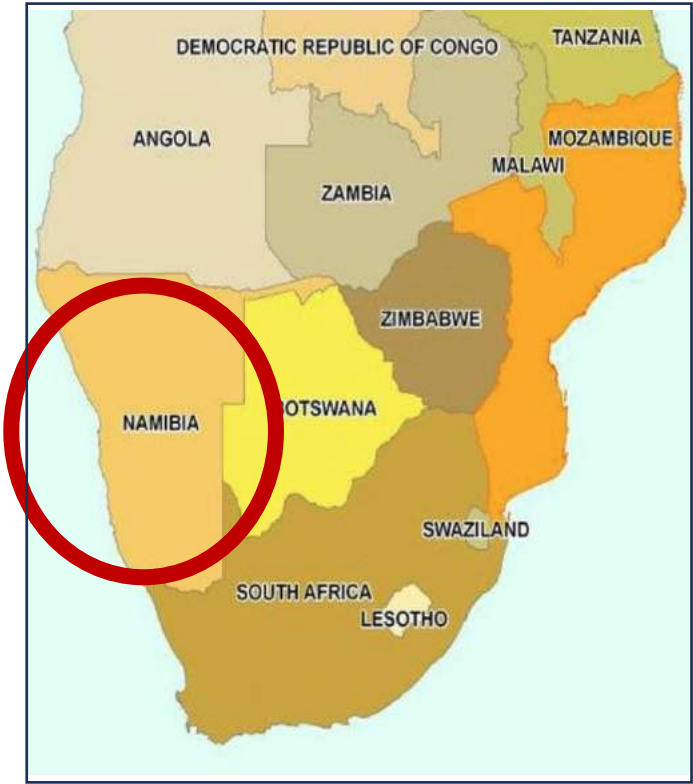 TANZANIA
DEMOCRATIC REPUBLIC OF CONGO
ANGOLA
MOZAMBIQUE
MALAWI
ZAMBIA
ZIMBABWE
OTSWANA
NAMIBIA
SWAZILAND
SOUTH AFRICA
LESOTHO